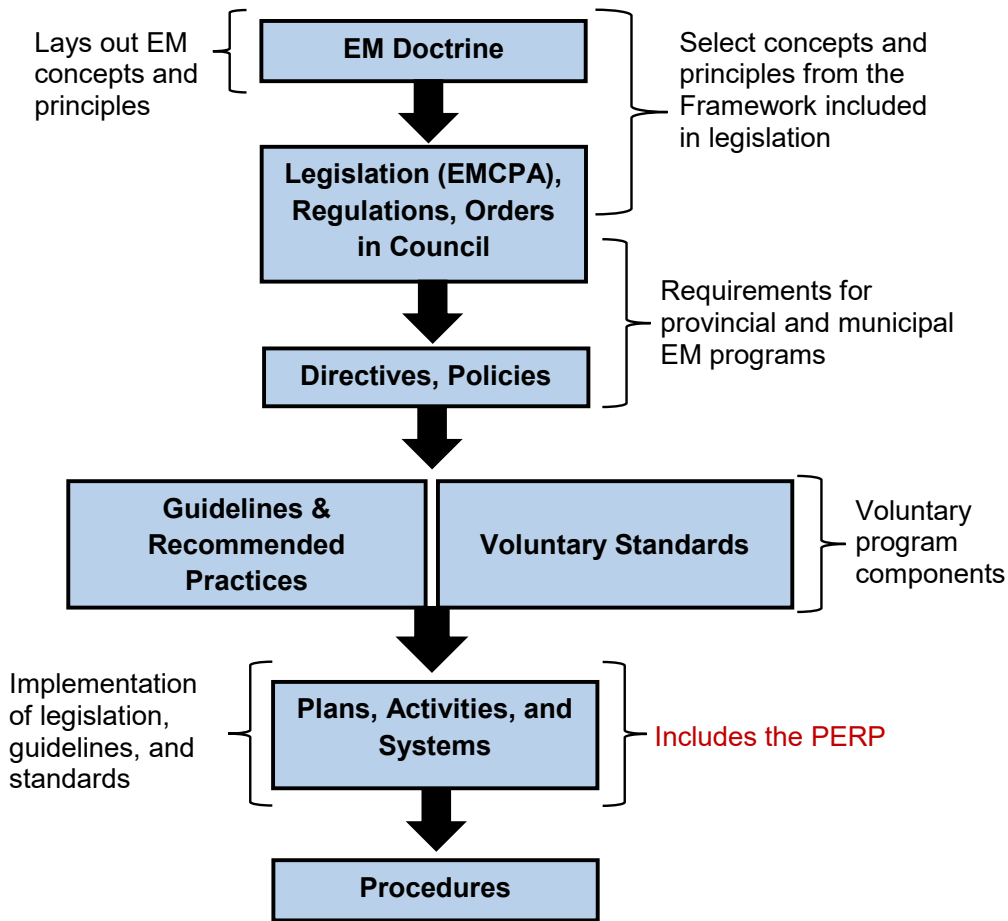 Lays out EM
concepts and
principles
EM Doctrine
Select concepts and
principles from the
Framework included
in legislation
Legislation (EMCPA),
Regulations, Orders
in Council
Requirements for
provincial and municipal
EM programs
Directives, Policies
Guidelines &
Recommended
Practices
Voluntary Standards
Voluntary
program
components
Implementation
of legislation,
guidelines, and
standards
Plans, Activities, and
Systems
Includes the PERP
Procedures